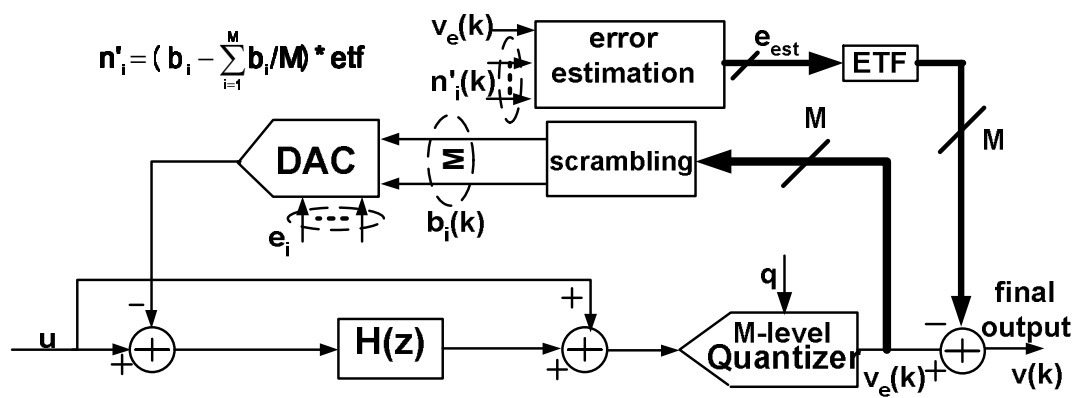 n'i = ( bi − ∑ i=1 M bi/M) * etf
ve(k)
n'i(k)
error
estimation
eest
ETF
M
M
DAC
M
scrambling
bi(k)
ei
q
u
−
+
+
H(z)
+
+
+
M-level
Quantizer
ve(k)
−
+
+
final
output
v(k)